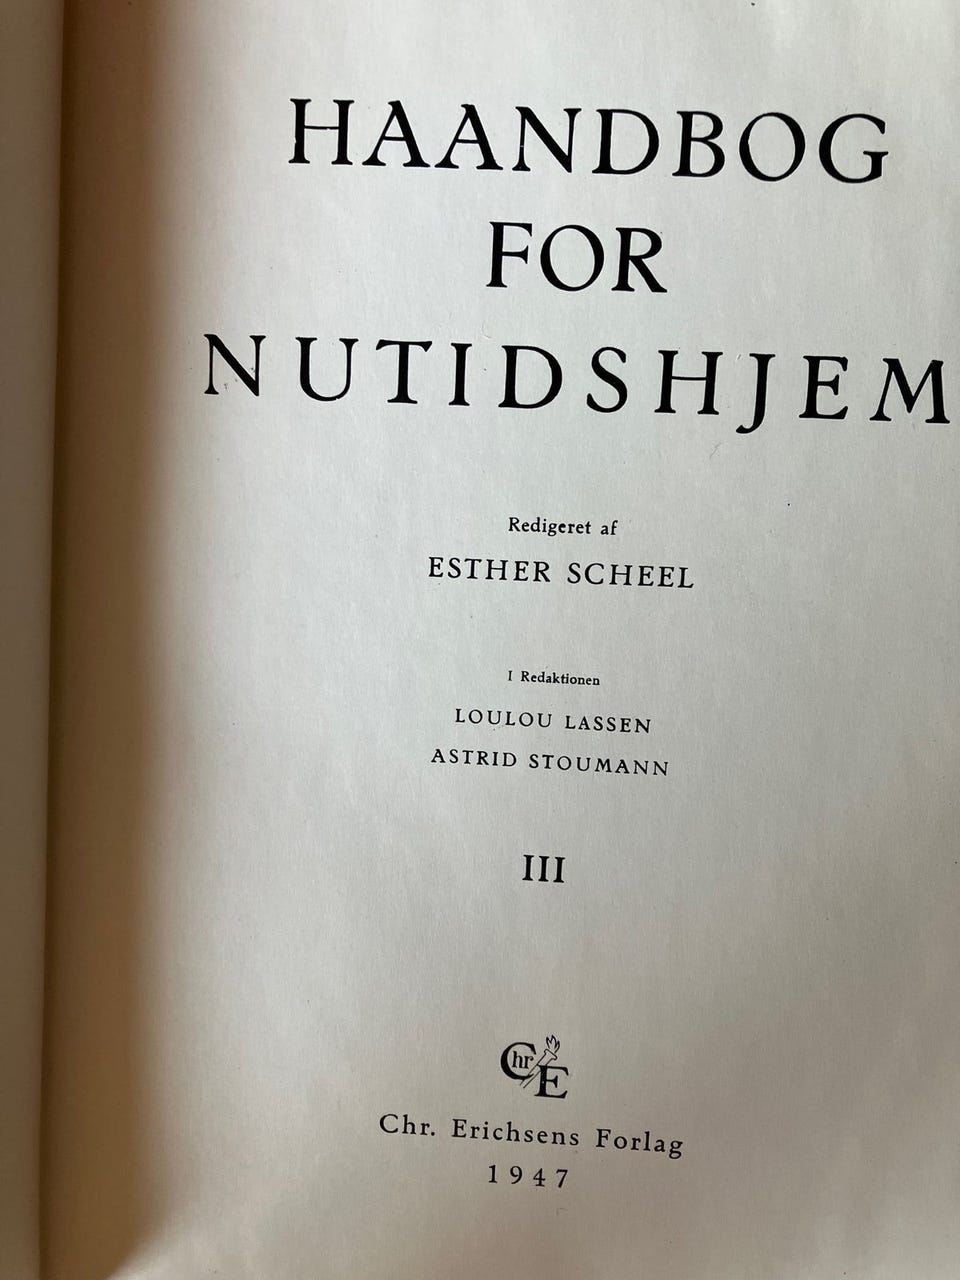 HAANDBOG
FOR
NUTIDSHJEM
Redigeret af
ESTHER SCHEEL
I Redaktionen
LOULOU LASSEN
ASTRID STOUMANN
III
Chr E
Chr. Erichsens Forlag
1947